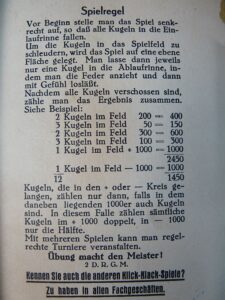 Spielregel
Vor Beginn stelle man das Spiel senk-
recht auf, so daß alle Kugeln in die Ein-
laufrinne fallen.
Um die Kugeln in das Spielfeld zu
schleudern, wird das Spiel auf eine ebene
Fläche gelegt. Man lasse dann jeweils
nur eine Kugel in die Ablaufrinne, in-
dem man die Feder anzieht und dann
mit Gefühl losläßt.
Nachdem alle Kugeln verschossen sind,
zähle man das Ergebnis zusammen.
Siehe Beispiel:
2 Kugeln im Feld 200 = 400
3 Kugeln im Feld 50 = 150
2 Kugeln im Feld 300 = 600
3 Kugeln im Feld 100 = 300
1 Kugel im Feld + 1000 = 1000
2450
1 Kugel im Feld — 1000 — 1000
12 1450
Kugeln, die in den + oder — Kreis ge-
langen, zählen nur dann, falls in dem
daneben liegenden 1000er auch Kugeln
sind. In diesem Falle zählen sämtliche
Kugeln im + 1000 doppelt, in — 1000
nur die Hälfte.
Mit mehreren Spielen kann man regel-
rechte Turniere veranstalten.
Übung macht den Meister!
2 D. R. G. M.
Kennen Sie auch die anderen Klick-Klack-Spiele?
Zu haben in allen Fachgeschäften.